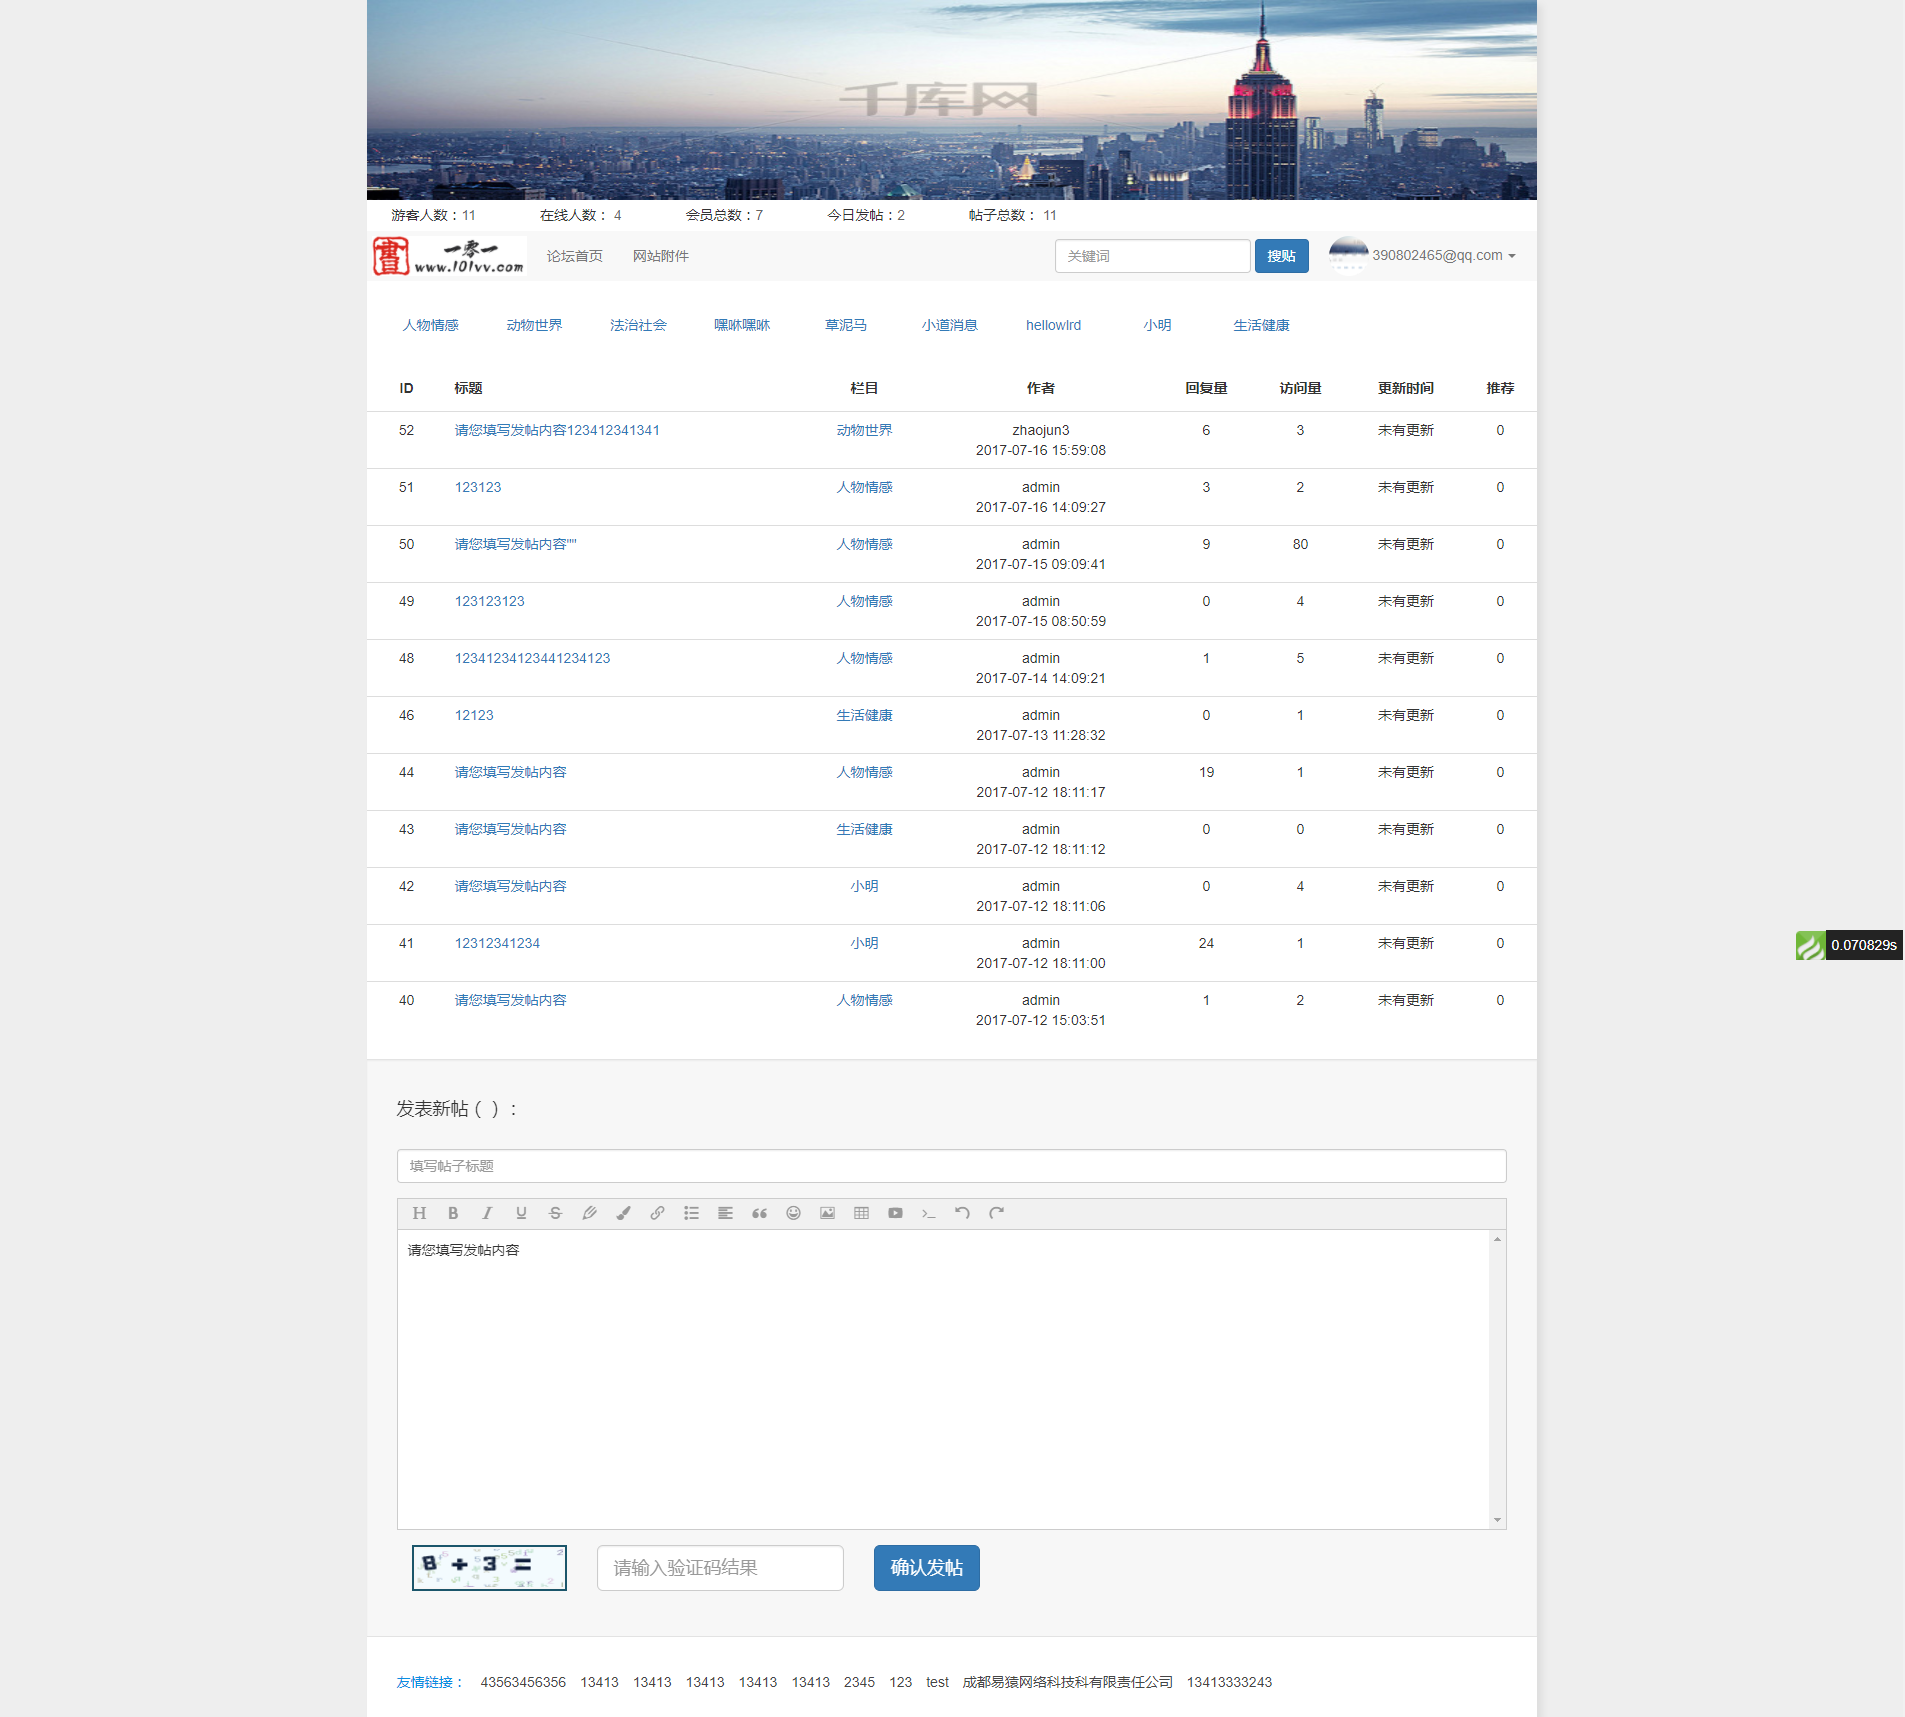 千库网
游客人数：11 在线人数： 4 会员总数：7 今日发帖：2 帖子总数： 11
書 一零一 www.101vv.com 论坛首页 网站附件 关键词 搜贴 390802465@qq.com
人物情感 动物世界 法治社会 嘿咻嘿咻 草泥马 小道消息 hellowlrd 小明 生活健康
ID 标题 栏目 作者 回复量 访问量 更新时间 推荐
52 请您填写发帖内容123412341341 动物世界 zhaojun3 6 3 未有更新 0
2017-07-16 15:59:08
51 123123 人物情感 admin 3 2 未有更新 0
2017-07-16 14:09:27
50 请您填写发帖内容"" 人物情感 admin 9 80 未有更新 0
2017-07-15 09:09:41
49 123123123 人物情感 admin 0 4 未有更新 0
2017-07-15 08:50:59
48 12341234123441234123 人物情感 admin 1 5 未有更新 0
2017-07-14 14:09:21
46 12123 生活健康 admin 0 1 未有更新 0
2017-07-13 11:28:32
44 请您填写发帖内容 人物情感 admin 19 1 未有更新 0
2017-07-12 18:11:17
43 请您填写发帖内容 生活健康 admin 0 0 未有更新 0
2017-07-12 18:11:12
42 请您填写发帖内容 小明 admin 0 4 未有更新 0
2017-07-12 18:11:06
41 12312341234 小明 admin 24 1 未有更新 0
2017-07-12 18:11:00
0.070829s
40 请您填写发帖内容 人物情感 admin 1 2 未有更新 0
2017-07-12 15:03:51
发表新帖（ ）：
填写帖子标题
请您填写发帖内容
8 + 3 = 请输入验证码结果 确认发帖
友情链接： 43563456356 13413 13413 13413 13413 13413 2345 123 test 成都易猿网络科技科有限责任公司 13413333243